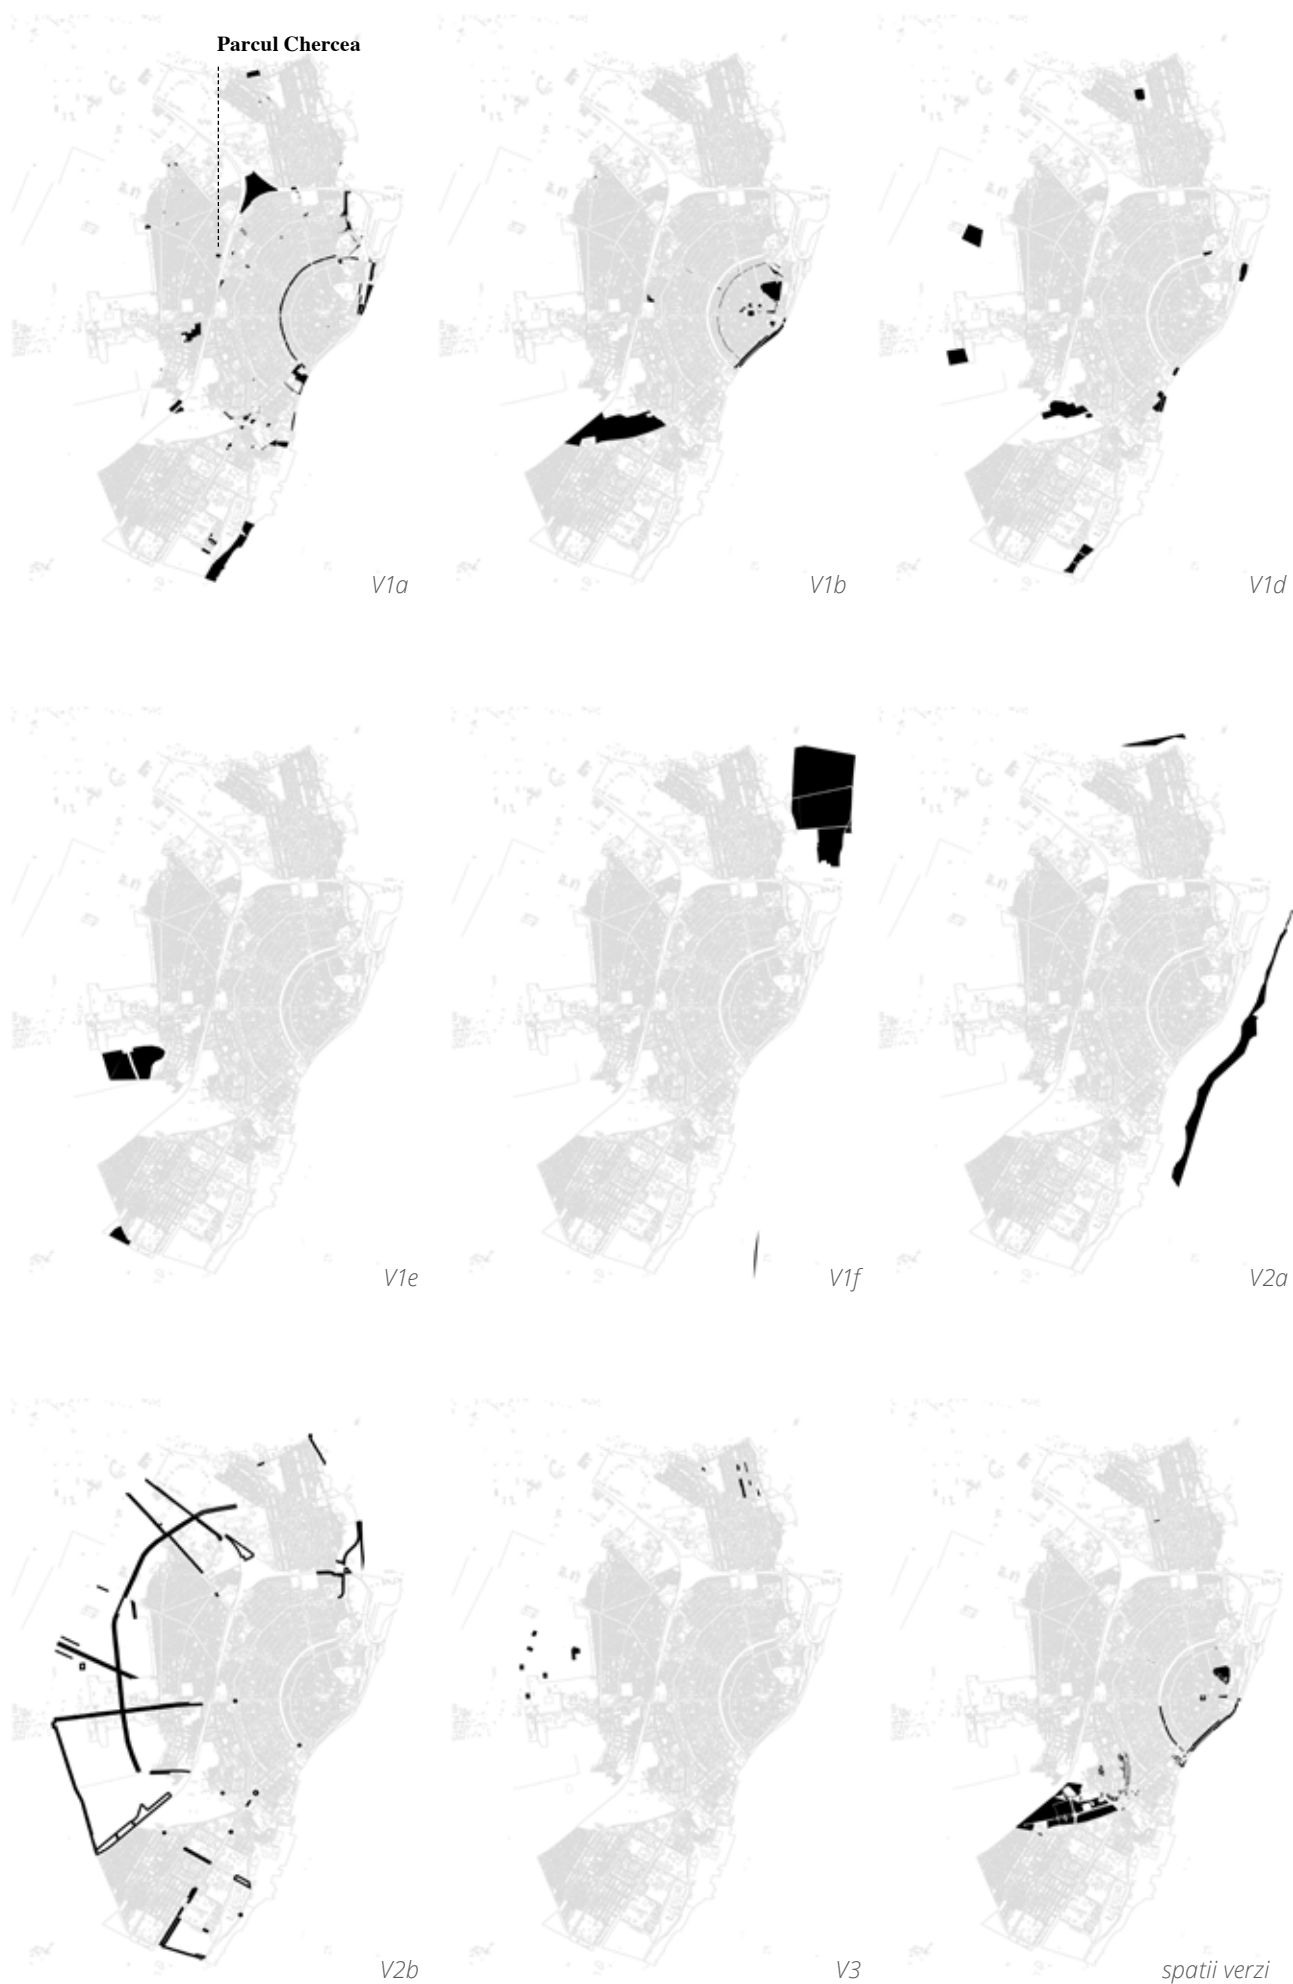 Parcul Chercea
V1a
V1b
V1d
V1e
V1f
V2a
V2b
V3
spatii verzi